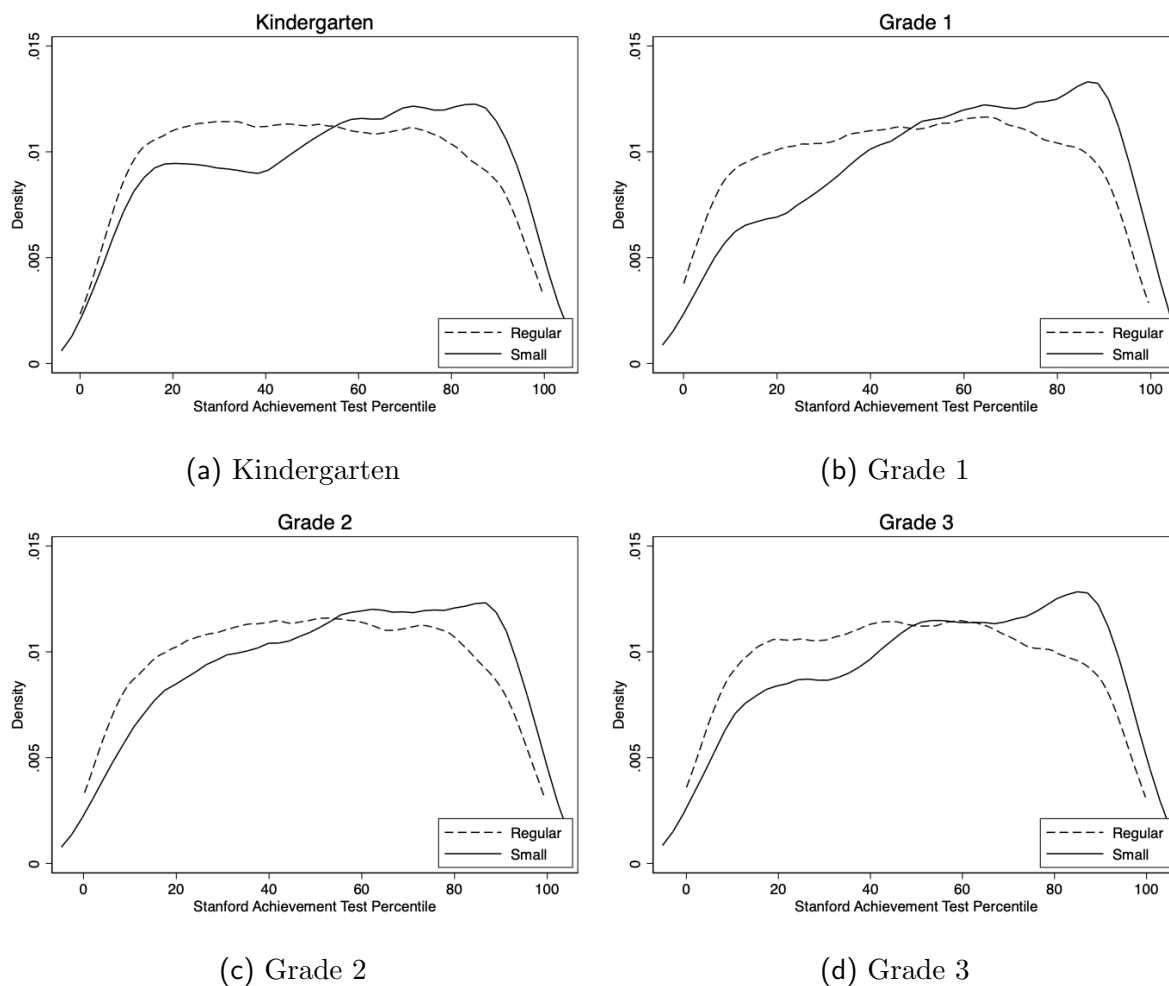 Kindergarten
Density
0 .005 .01 .015
0 20 40 60 80 100
Stanford Achievement Test Percentile
Regular
Small
(a) Kindergarten
Grade 1
Density
0 .005 .01 .015
0 20 40 60 80 100
Stanford Achievement Test Percentile
Regular
Small
(b) Grade 1
Grade 2
Density
0 .005 .01 .015
0 20 40 60 80 100
Stanford Achievement Test Percentile
Regular
Small
(c) Grade 2
Grade 3
Density
0 .005 .01 .015
0 20 40 60 80 100
Stanford Achievement Test Percentile
Regular
Small
(d) Grade 3